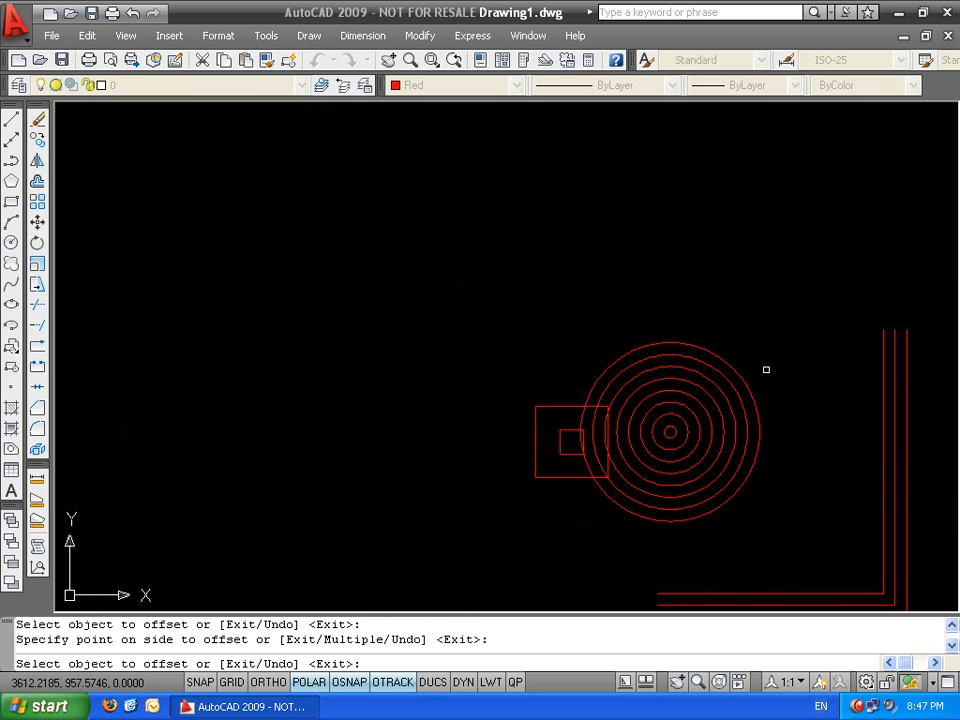 AutoCAD 2009 - NOT FOR RESALE Drawing1.dwg
Type a keyword or phrase
File Edit View Insert Format Tools Draw Dimension Modify Express Window Help
Standard ISO-25 Stan
0 Red ByLayer ByLayer ByColor
A
Y
X
Select object to offset or [Exit/Undo] <Exit>:
Specify point on side to offset or [Exit/Multiple/Undo] <Exit>:
Select object to offset or [Exit/Undo] <Exit>:
3612.2185, 957.5746, 0.0000 SNAP GRID ORTHO POLAR OSNAP OTRACK DUCS DYN LWT QP 1:1
start AutoCAD 2009 - NOT... EN 8:47 PM